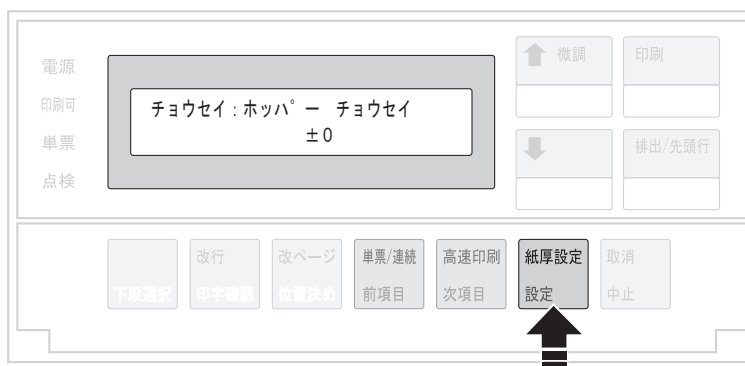 電源
印刷可
単票
点検
チョウセイ:ホッパー チョウセイ
±0
微調
印刷
排出/先頭行
下段選択
改行
印字確認
改ページ
位置決め
単票/連続
前項目
高速印刷
次項目
紙厚設定
設定
取消
中止